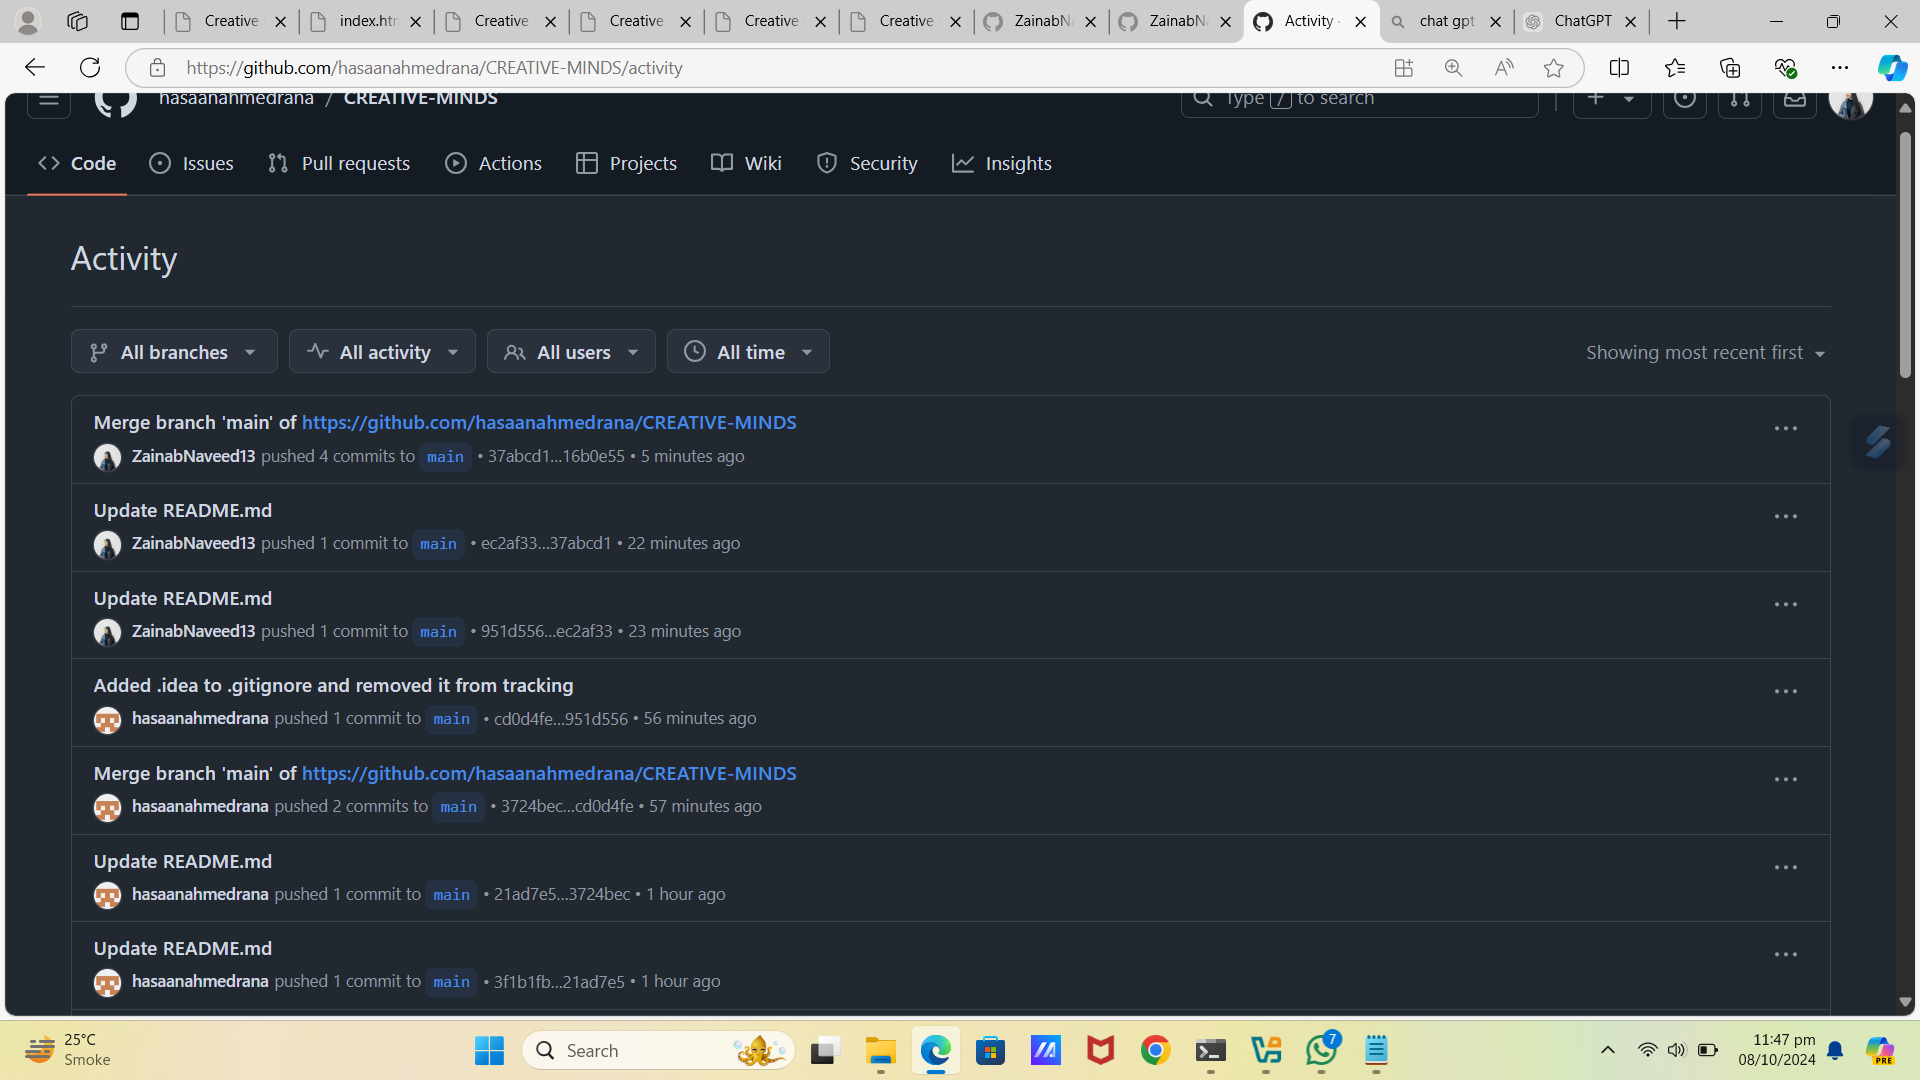 Creative
index.htm
Creative
Creative
Creative
Creative
ZainabNa
ZainabNa
Activity ·
chat gpt
ChatGPT
https://github.com/hasaanahmedrana/CREATIVE-MINDS/activity
hasaanahmedrana / CREATIVE-MINDS
Type / to search
Code
Issues
Pull requests
Actions
Projects
Wiki
Security
Insights
Activity
All branches
All activity
All users
All time
Showing most recent first
Merge branch 'main' of https://github.com/hasaanahmedrana/CREATIVE-MINDS
ZainabNaveed13 pushed 4 commits to main • 37abcd1...16b0e55 • 5 minutes ago
Update README.md
ZainabNaveed13 pushed 1 commit to main • ec2af33...37abcd1 • 22 minutes ago
Update README.md
ZainabNaveed13 pushed 1 commit to main • 951d556...ec2af33 • 23 minutes ago
Added .idea to .gitignore and removed it from tracking
hasaanahmedrana pushed 1 commit to main • cd0d4fe...951d556 • 56 minutes ago
Merge branch 'main' of https://github.com/hasaanahmedrana/CREATIVE-MINDS
hasaanahmedrana pushed 2 commits to main • 3724bec...cd0d4fe • 57 minutes ago
Update README.md
hasaanahmedrana pushed 1 commit to main • 21ad7e5...3724bec • 1 hour ago
Update README.md
hasaanahmedrana pushed 1 commit to main • 3f1b1fb...21ad7e5 • 1 hour ago
25°C
Smoke
Search
7
11:47 pm
08/10/2024
PRE